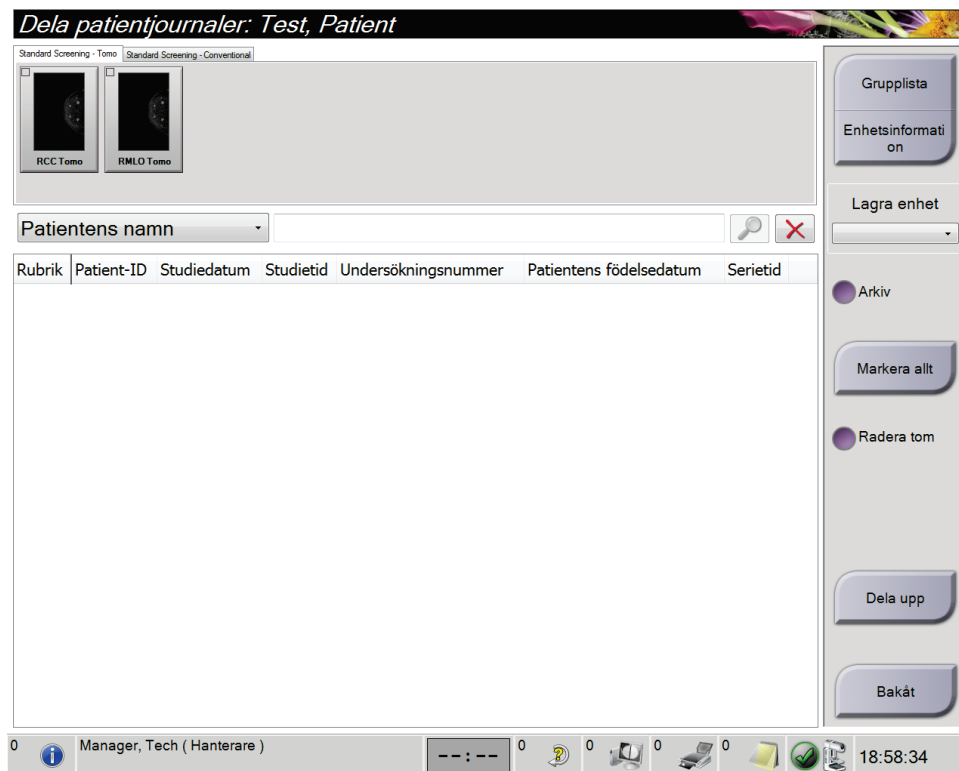 Dela patientjournaler: Test, Patient
Standard Screening - Tomo Standard Screening - Conventional
RCC Tomo RMLO Tomo
Grupplista
Enhetsinformati
on
Lagra enhet
Patientens namn
Rubrik Patient-ID Studiedatum Studietid Undersökningsnummer Patientens födelsedatum Serietid
Arkiv
Markera allt
Radera tom
Dela upp
Bakåt
0 Manager, Tech ( Hanterare ) --:-- 0 0 0 0 18:58:34